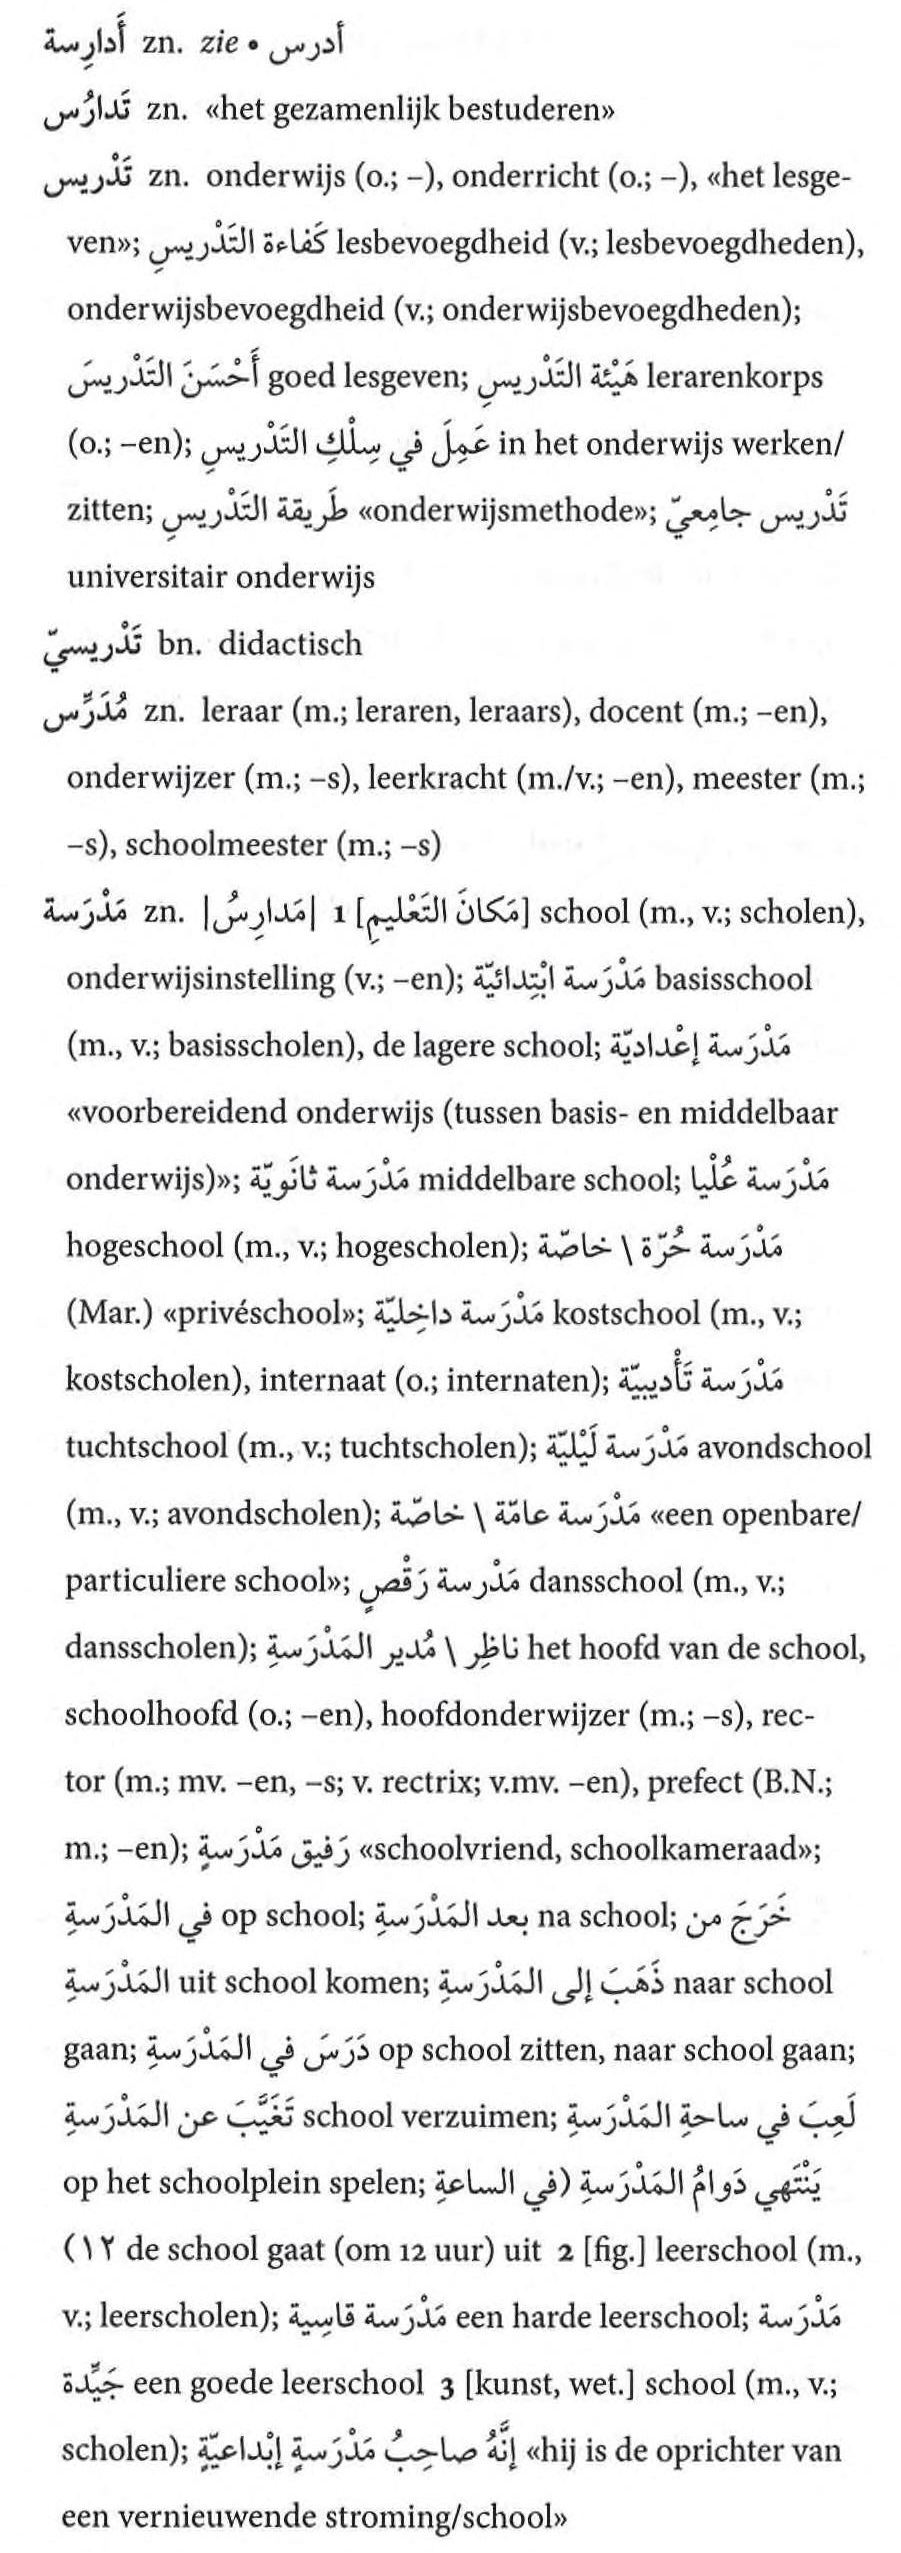 أَدارِسة zn. zie • أدرس
تَدارُس zn. «het gezamenlijk bestuderen»
تَدْريس zn. onderwijs (o.; –), onderricht (o.; –), «het lesge-
ven»; كَفاءة التَدْريسِ lesbevoegdheid (v.; lesbevoegdheden),
onderwijsbevoegdheid (v.; onderwijsbevoegdheden);
أَحْسَنَ التَدْريسَ goed lesgeven; هَيْئة التَدْريسِ lerarenkorps
(o.; –en); عَمِلَ في سِلْكِ التَدْريسِ in het onderwijs werken/
zitten; طَريقة التَدْريسِ «onderwijsmethode»; تَدْريس جامِعيّ
universitair onderwijs
تَدْريسيّ bn. didactisch
مُدَرِّس zn. leraar (m.; leraren, leraars), docent (m.; –en),
onderwijzer (m.; –s), leerkracht (m./v.; –en), meester (m.;
–s), schoolmeester (m.; –s)
مَدْرَسة zn. |مَدارِسُ| 1 [مَكانَ التَعْليمِ] school (m., v.; scholen),
onderwijsinstelling (v.; –en); مَدْرَسة ابْتِدائيّة basisschool
(m., v.; basisscholen), de lagere school; مَدْرَسة إعْداديّة
«voorbereidend onderwijs (tussen basis- en middelbaar
onderwijs)»; مَدْرَسة ثانَويّة middelbare school; مَدْرَسة عُلْيا
hogeschool (m., v.; hogescholen); مَدْرَسة حُرّة \ خاصّة
(Mar.) «privéschool»; مَدْرَسة داخِليّة kostschool (m., v.;
kostscholen), internaat (o.; internaten); مَدْرَسة تَأْديبيّة
tuchtschool (m., v.; tuchtscholen); مَدْرَسة لَيْليّة avondschool
(m., v.; avondscholen); مَدْرَسة عامّة \ خاصّة «een openbare/
particuliere school»; مَدْرسة رَقْصٍ dansschool (m., v.;
dansscholen); ناظِر \ مُدير المَدْرَسةِ het hoofd van de school,
schoolhoofd (o.; –en), hoofdonderwijzer (m.; –s), rec-
tor (m.; mv. –en, –s; v. rectrix; v.mv. –en), prefect (B.N.;
m.; –en); رَفيق مَدْرَسةٍ «schoolvriend, schoolkameraad»;
في المَدْرَسةِ op school; بعد المَدْرَسةِ na school; خَرَجَ من
المَدْرَسةِ uit school komen; ذَهَبَ إلى المَدْرَسةِ naar school
gaan; دَرَسَ في المَدْرَسةِ op school zitten, naar school gaan;
تَغَيَّبَ عن المَدْرَسةِ school verzuimen; لَعِبَ في ساحةِ المَدْرَسةِ
op het schoolplein spelen; يَنْتَهي دَوامُ المَدْرَسةِ (في الساعةِ
١٢) de school gaat (om 12 uur) uit 2 [fig.] leerschool (m.,
v.; leerscholen); مَدْرَسة قاسِية een harde leerschool; مَدْرَسة
جَيِّدة een goede leerschool 3 [kunst, wet.] school (m., v.;
scholen); إنَّهُ صاحِبُ مَدْرَسةٍ إبْداعيّةٍ «hij is de oprichter van
een vernieuwende stroming/school»